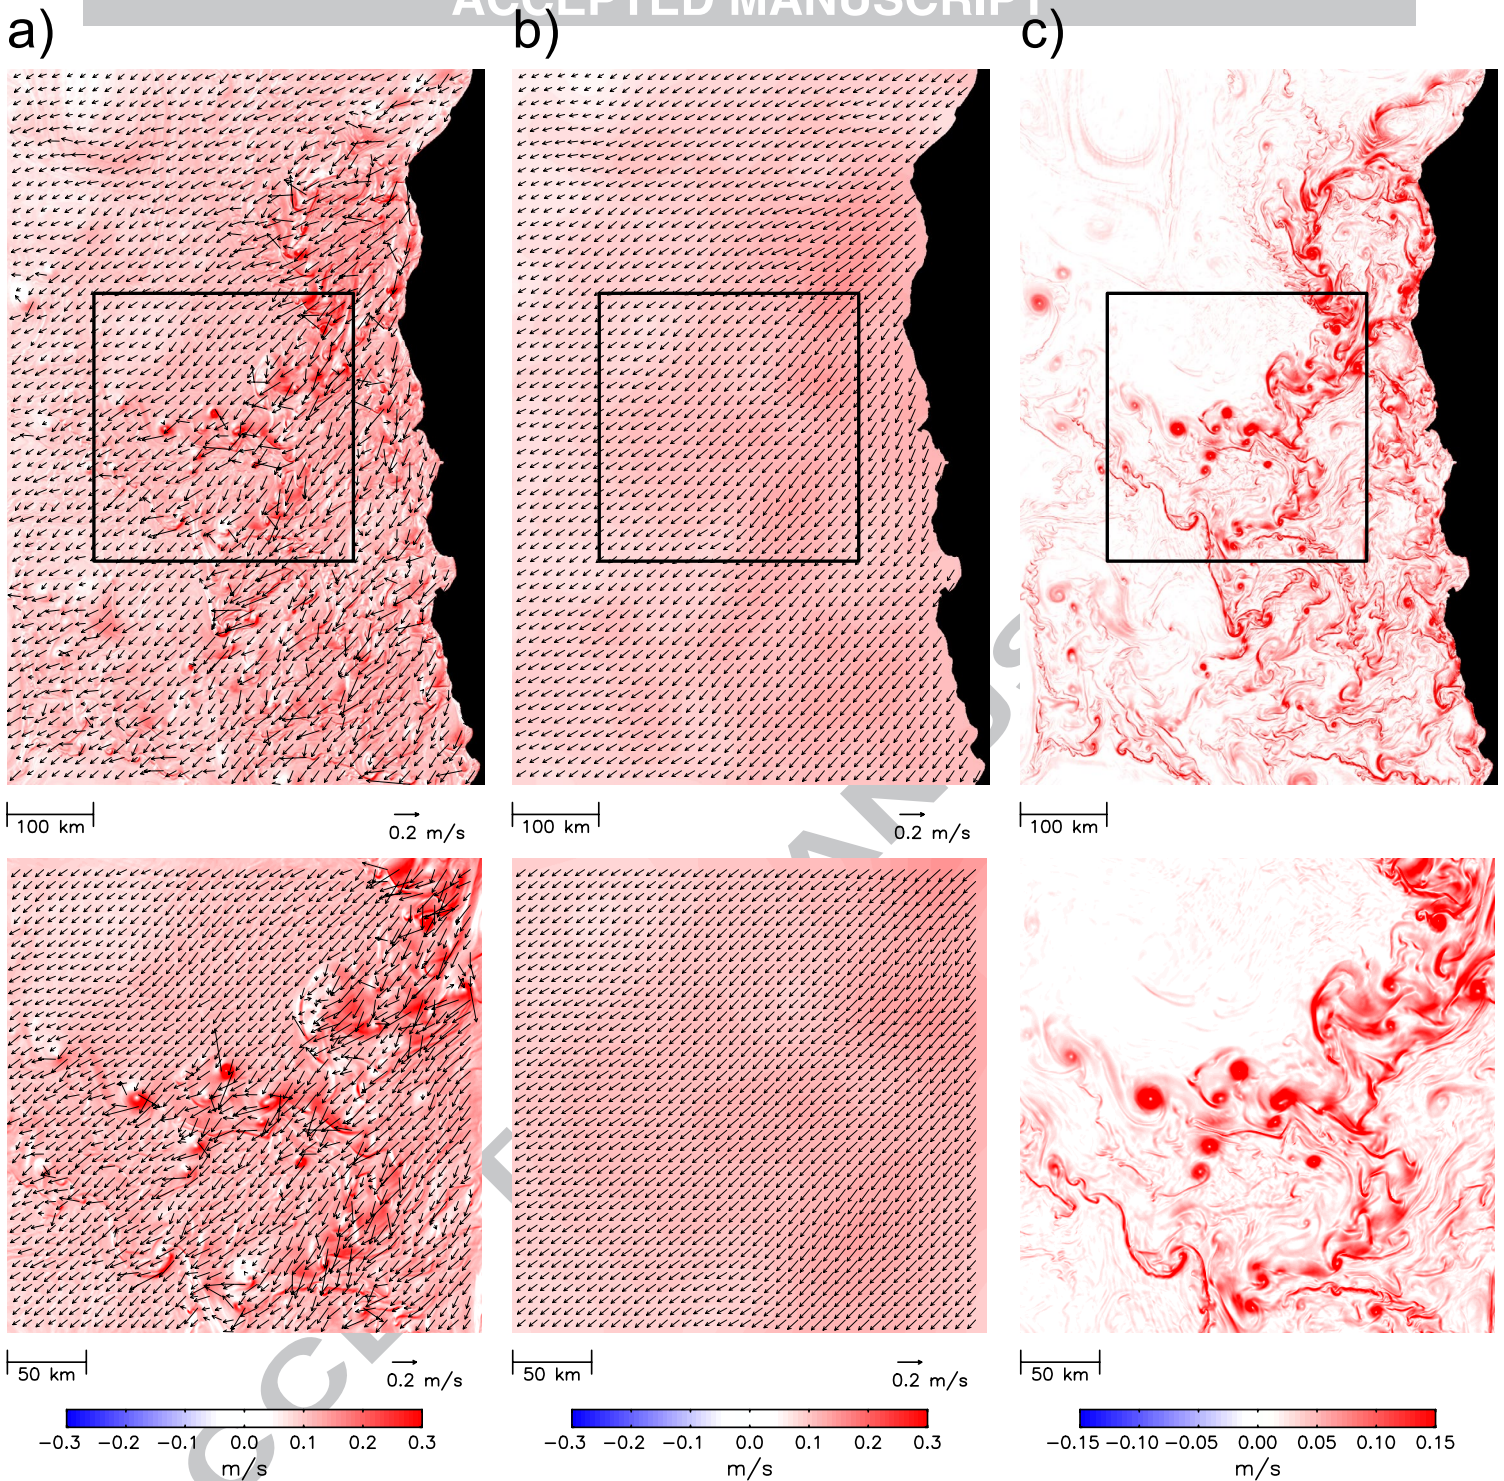 ACCEPTED MANUSCRIPT
a) b) c)
100 km 0.2 m/s 100 km 0.2 m/s 100 km
50 km 0.2 m/s 50 km 0.2 m/s 50 km
−0.3 −0.2 −0.1 0.0 0.1 0.2 0.3 −0.3 −0.2 −0.1 0.0 0.1 0.2 0.3 −0.15 −0.10 −0.05 0.00 0.05 0.10 0.15
m/s m/s m/s